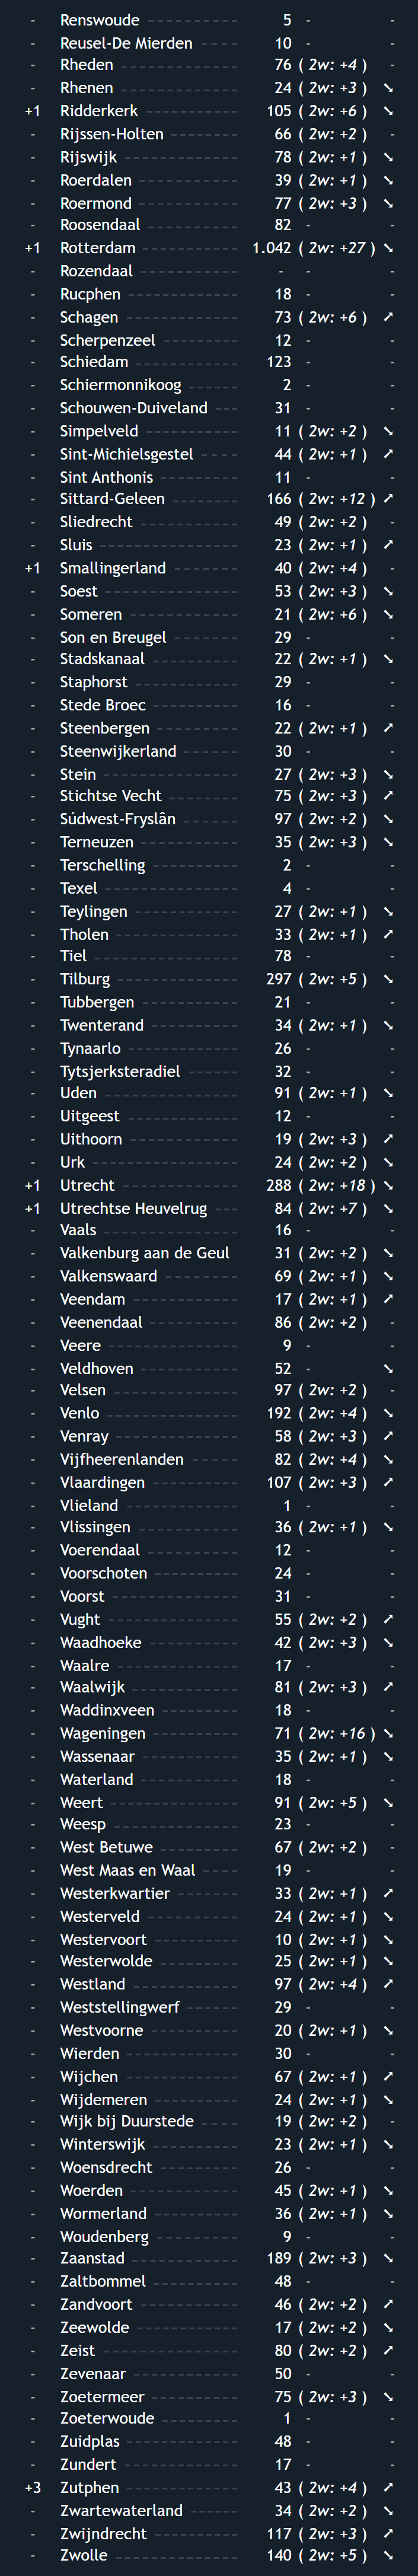 - Renswoude 5 - -
- Reusel-De Mierden 10 - -
- Rheden 76 ( 2w: +4 ) -
- Rhenen 24 ( 2w: +3 ) ➘
+1 Ridderkerk 105 ( 2w: +6 ) ➘
- Rijssen-Holten 66 ( 2w: +2 ) -
- Rijswijk 78 ( 2w: +1 ) ➘
- Roerdalen 39 ( 2w: +1 ) ➘
- Roermond 77 ( 2w: +3 ) ➘
- Roosendaal 82 - -
+1 Rotterdam 1.042 ( 2w: +27 ) ➘
- Rozendaal - - -
- Rucphen 18 - -
- Schagen 73 ( 2w: +6 ) ➚
- Scherpenzeel 12 - -
- Schiedam 123 - -
- Schiermonnikoog 2 - -
- Schouwen-Duiveland 31 - -
- Simpelveld 11 ( 2w: +2 ) ➘
- Sint-Michielsgestel 44 ( 2w: +1 ) ➚
- Sint Anthonis 11 - -
- Sittard-Geleen 166 ( 2w: +12 ) ➚
- Sliedrecht 49 ( 2w: +2 ) -
- Sluis 23 ( 2w: +1 ) ➚
+1 Smallingerland 40 ( 2w: +4 ) -
- Soest 53 ( 2w: +3 ) ➘
- Someren 21 ( 2w: +6 ) ➘
- Son en Breugel 29 - -
- Stadskanaal 22 ( 2w: +1 ) ➘
- Staphorst 29 - -
- Stede Broec 16 - -
- Steenbergen 22 ( 2w: +1 ) ➚
- Steenwijkerland 30 - -
- Stein 27 ( 2w: +3 ) ➘
- Stichtse Vecht 75 ( 2w: +3 ) ➚
- Súdwest-Fryslân 97 ( 2w: +2 ) ➘
- Terneuzen 35 ( 2w: +3 ) ➘
- Terschelling 2 - -
- Texel 4 - -
- Teylingen 27 ( 2w: +1 ) ➘
- Tholen 33 ( 2w: +1 ) ➚
- Tiel 78 - -
- Tilburg 297 ( 2w: +5 ) ➘
- Tubbergen 21 - -
- Twenterand 34 ( 2w: +1 ) ➘
- Tynaarlo 26 - -
- Tytsjerksteradiel 32 - -
- Uden 91 ( 2w: +1 ) ➘
- Uitgeest 12 - -
- Uithoorn 19 ( 2w: +3 ) ➚
- Urk 24 ( 2w: +2 ) ➘
+1 Utrecht 288 ( 2w: +18 ) ➘
+1 Utrechtse Heuvelrug 84 ( 2w: +7 ) ➘
- Vaals 16 - -
- Valkenburg aan de Geul 31 ( 2w: +2 ) ➘
- Valkenswaard 69 ( 2w: +1 ) ➘
- Veendam 17 ( 2w: +1 ) ➚
- Veenendaal 86 ( 2w: +2 ) -
- Veere 9 - -
- Veldhoven 52 - ➘
- Velsen 97 ( 2w: +2 ) -
- Venlo 192 ( 2w: +4 ) ➘
- Venray 58 ( 2w: +3 ) ➚
- Vijfheerenlanden 82 ( 2w: +4 ) ➘
- Vlaardingen 107 ( 2w: +3 ) ➚
- Vlieland 1 - -
- Vlissingen 36 ( 2w: +1 ) ➘
- Voerendaal 12 - -
- Voorschoten 24 - -
- Voorst 31 - -
- Vught 55 ( 2w: +2 ) ➚
- Waadhoeke 42 ( 2w: +3 ) ➘
- Waalre 17 - -
- Waalwijk 81 ( 2w: +3 ) ➚
- Waddinxveen 18 - -
- Wageningen 71 ( 2w: +16 ) ➘
- Wassenaar 35 ( 2w: +1 ) ➘
- Waterland 18 - -
- Weert 91 ( 2w: +5 ) ➘
- Weesp 23 - -
- West Betuwe 67 ( 2w: +2 ) -
- West Maas en Waal 19 - -
- Westerkwartier 33 ( 2w: +1 ) ➚
- Westerveld 24 ( 2w: +1 ) ➘
- Westervoort 10 ( 2w: +1 ) ➘
- Westerwolde 25 ( 2w: +1 ) ➘
- Westland 97 ( 2w: +4 ) ➚
- Weststellingwerf 29 - -
- Westvoorne 20 ( 2w: +1 ) ➘
- Wierden 30 - -
- Wijchen 67 ( 2w: +1 ) ➚
- Wijdemeren 24 ( 2w: +1 ) ➘
- Wijk bij Duurstede 19 ( 2w: +2 ) -
- Winterswijk 23 ( 2w: +1 ) ➘
- Woensdrecht 26 - -
- Woerden 45 ( 2w: +1 ) ➘
- Wormerland 36 ( 2w: +1 ) ➘
- Woudenberg 9 - -
- Zaanstad 189 ( 2w: +3 ) ➘
- Zaltbommel 48 - -
- Zandvoort 46 ( 2w: +2 ) ➚
- Zeewolde 17 ( 2w: +2 ) ➘
- Zeist 80 ( 2w: +2 ) ➚
- Zevenaar 50 - -
- Zoetermeer 75 ( 2w: +3 ) ➘
- Zoeterwoude 1 - -
- Zuidplas 48 - -
- Zundert 17 - -
+3 Zutphen 43 ( 2w: +4 ) ➚
- Zwartewaterland 34 ( 2w: +2 ) ➘
- Zwijndrecht 117 ( 2w: +3 ) ➚
- Zwolle 140 ( 2w: +5 ) ➘